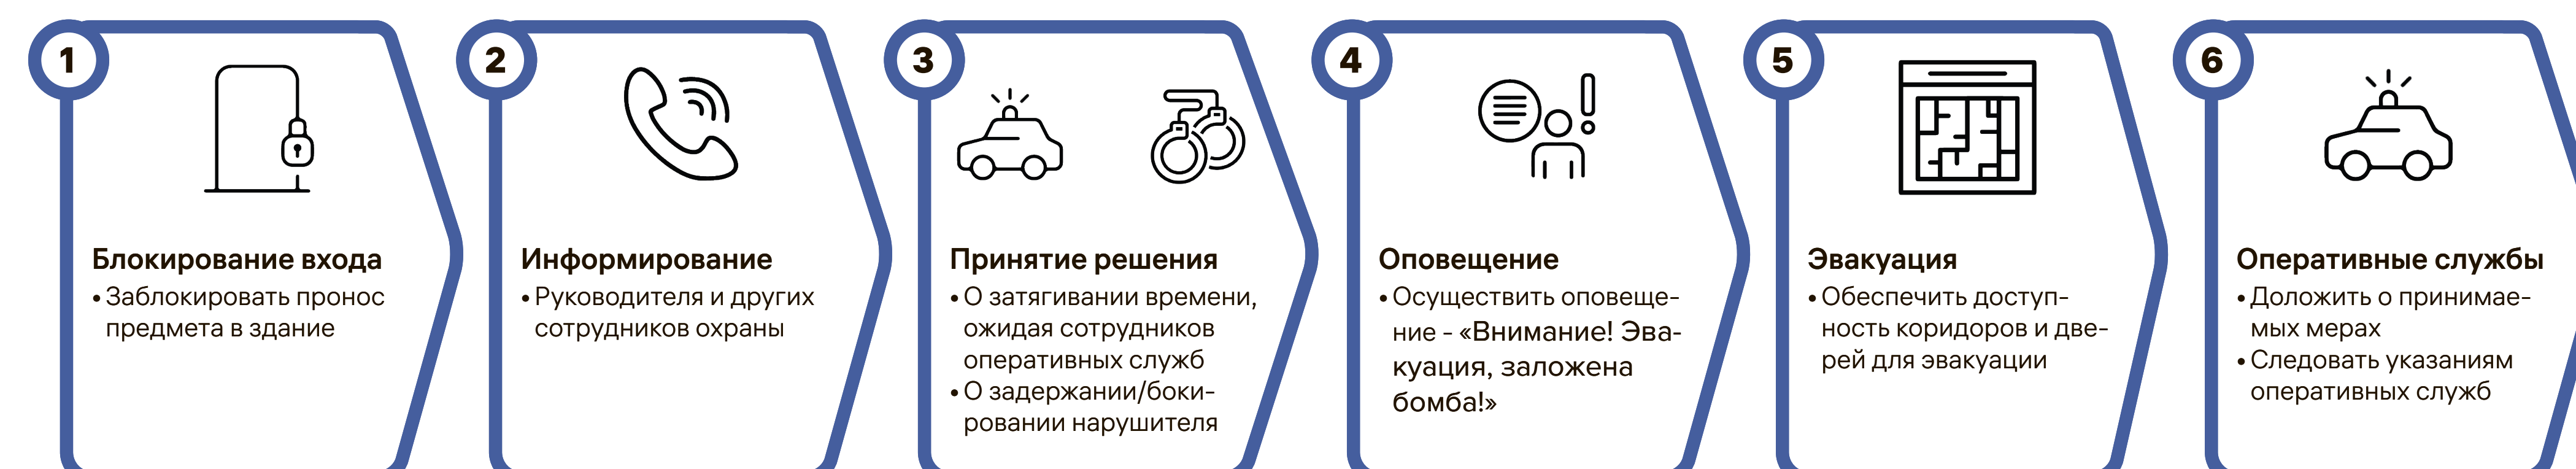 1
Блокирование входа
• Заблокировать пронос
предмета в здание
2
Информирование
• Руководителя и других
сотрудников охраны
3
Принятие решения
• О затягивании времени,
ожидая сотрудников
оперативных служб
• О задержании/боки-
ровании нарушителя
4
Оповещение
• Осуществить оповеще-
ние - «Внимание! Эва-
куация, заложена
бомба!»
5
Эвакуация
• Обеспечить доступ-
ность коридоров и две-
рей для эвакуации
6
Оперативные службы
• Доложить о принимае-
мых мерах
• Следовать указаниям
оперативных служб